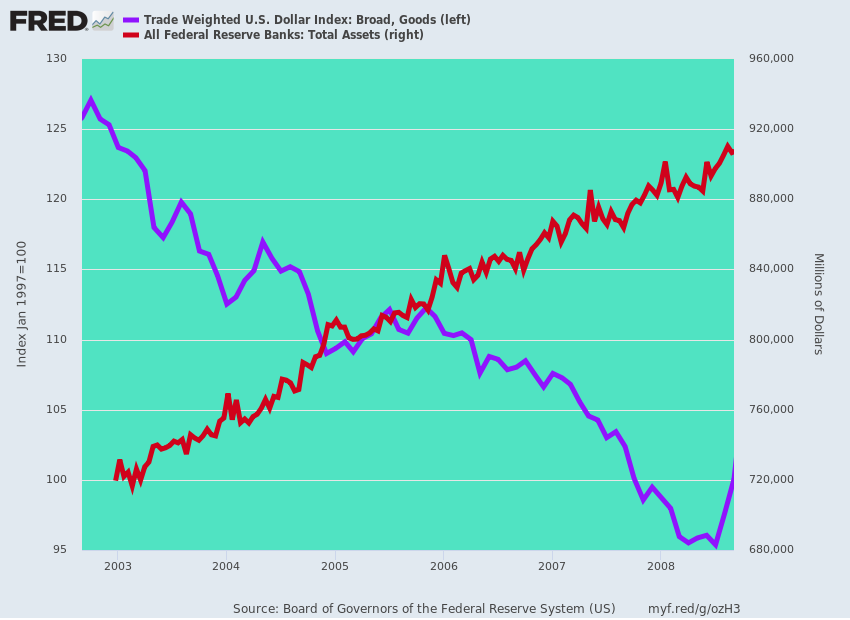 FRED
Trade Weighted U.S. Dollar Index: Broad, Goods (left)
All Federal Reserve Banks: Total Assets (right)
130 960,000
125 920,000
120 880,000
115 840,000
110 800,000
105 760,000
100 720,000
95 680,000
Index Jan 1997=100
Millions of Dollars
2003 2004 2005 2006 2007 2008
Source: Board of Governors of the Federal Reserve System (US) myf.red/g/ozH3